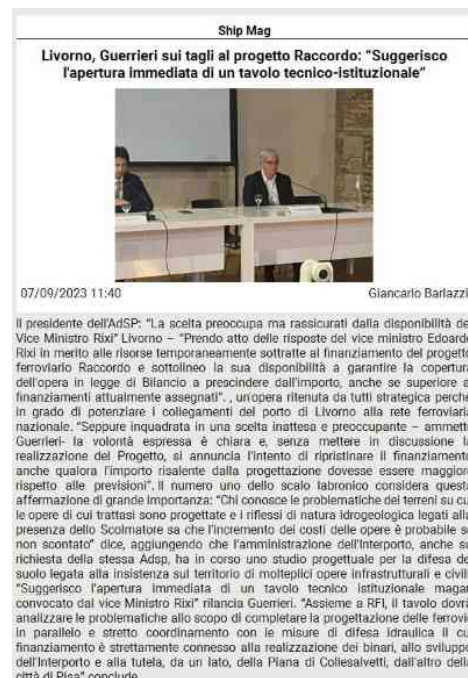 Ship Mag
Livorno, Guerrieri sui tagli al progetto Raccordo: "Suggerisco
l'apertura immediata di un tavolo tecnico-istituzionale"
07/09/2023 11:40
Giancarlo Barlazzi
Il presidente dell'AdSP: "La scelta preoccupa ma rassicurati dalla disponibilità de
Vice Ministro Rixi" Livorno – "Prendo atto delle risposte del vice ministro Edoardo
Rixi in merito alle risorse temporaneamente sottratte al finanziamento del progetto
ferroviario Raccordo e sottolineo la sua disponibilità a garantire la copertura
dell'opera in legge di Bilancio a prescindere dall'importo, anche se superiore a
finanziamenti attualmente assegnati". , un'opera ritenuta da tutti strategica perché
in grado di potenziare i collegamenti del porto di Livorno alla rete ferroviaria
nazionale. "Seppure inquadrata in una scelta inattesa e preoccupante – ammette
Guerrieri- la volontà espressa è chiara e, senza mettere in discussione la
realizzazione del Progetto, si annuncia l'intento di ripristinare il finanziamento
anche qualora l'importo risalente dalla progettazione dovesse essere maggiore
rispetto alle previsioni". Il numero uno dello scalo labronico considera questa
affermazione di grande importanza: "Chi conosce le problematiche dei terreni su cu
le opere di cui trattasi sono progettate e i riflessi di natura idrogeologica legati alla
presenza dello Scolmatore sa che l'incremento dei costi delle opere è probabile se
non scontato" dice, aggiungendo che l'amministrazione dell'Interporto, anche su
richiesta della stessa Adsp, ha in corso uno studio progettuale per la difesa de
suolo legata alla insistenza sul territorio di molteplici opere infrastrutturali e civili
"Suggerisco l'apertura immediata di un tavolo tecnico istituzionale magar
convocato dal vice Ministro Rixi" rilancia Guerrieri. "Assieme a RFI, il tavolo dovrà
analizzare le problematiche allo scopo di completare la progettazione delle ferrovie
in parallelo e stretto coordinamento con le misure di difesa idraulica il cu
finanziamento è strettamente connesso alla realizzazione dei binari, allo sviluppo
dell'Interporto e alla tutela, da un lato, della Piana di Collesalvetti, dall'altro della
città di Pisa" conclude